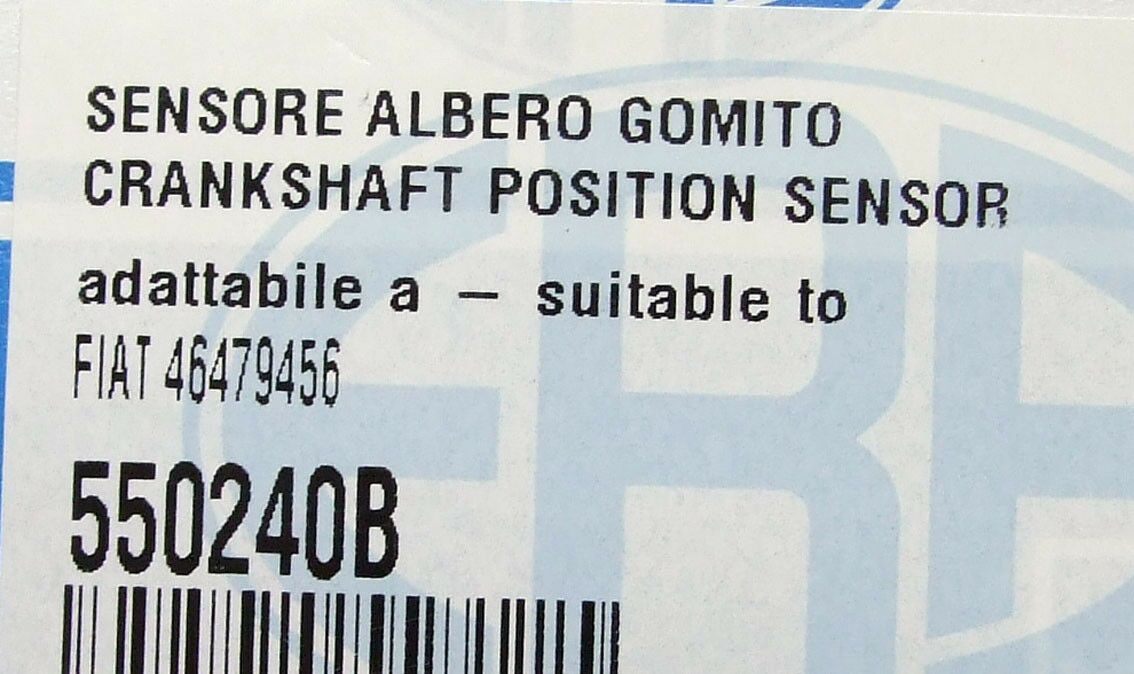 SENSORE ALBERO GOMITO
CRANKSHAFT POSITION SENSOR
adattabile a – suitable to
FIAT 46479456
550240B